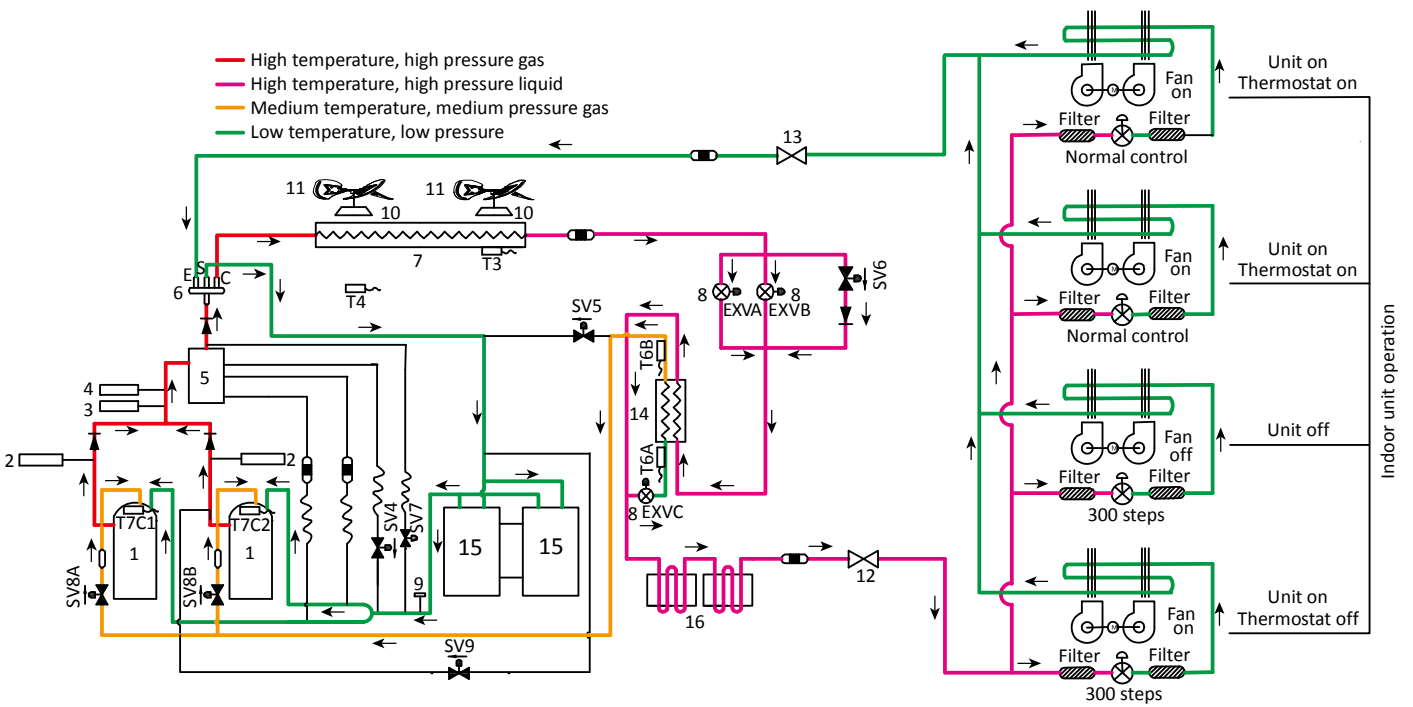 High temperature, high pressure gas
High temperature, high pressure liquid
Medium temperature, medium pressure gas
Low temperature, low pressure
13
11
11
10
10
7
T3
T4
E
S
C
6
5
4
3
2
2
T7C1
T7C2
1
1
SV8A
SV8B
SV4
SV7
9
SV9
15
15
SV5
T6B
14
T6A
8
EXVC
8
EXVA
8
EXVB
SV6
16
12
M
Fan
on
Filter
Filter
Normal control
Unit on
Thermostat on
M
Fan
on
Filter
Filter
Normal control
Unit on
Thermostat on
M
Fan
off
Filter
Filter
300 steps
Unit off
M
Fan
on
Filter
Filter
300 steps
Unit on
Thermostat off
Indoor unit operation